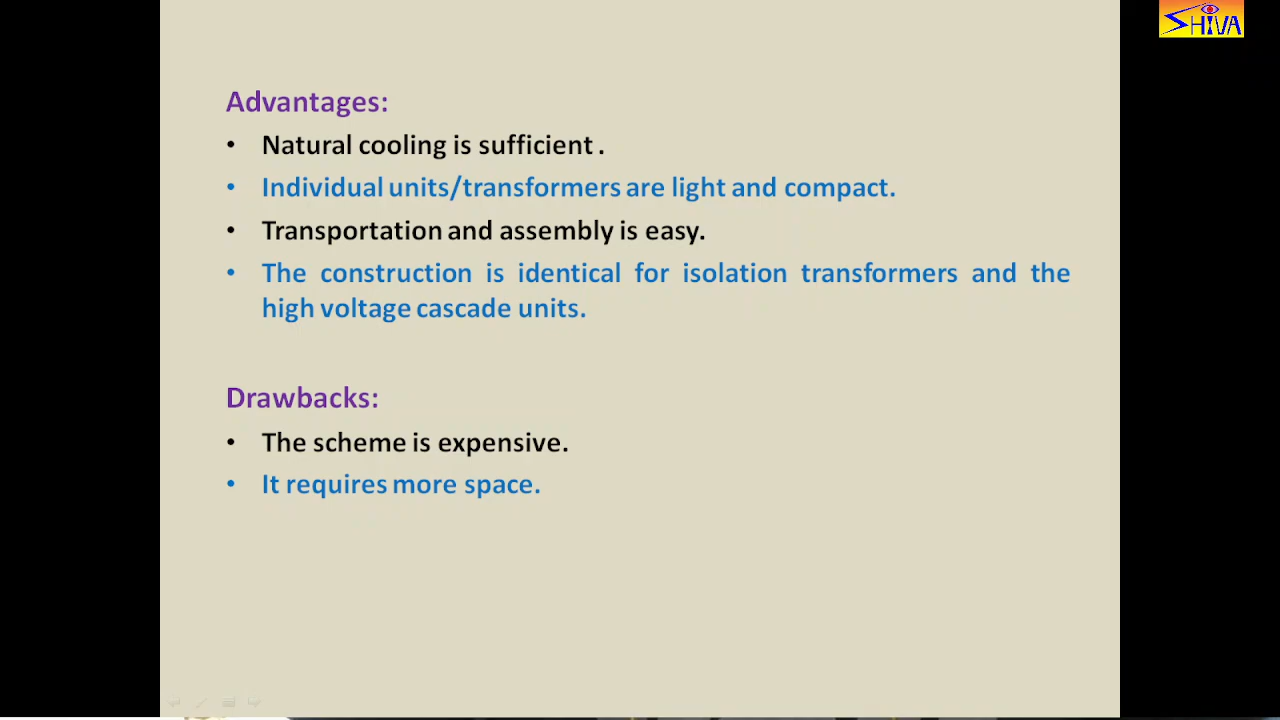 SHIVA
Advantages:
• Natural cooling is sufficient .
• Individual units/transformers are light and compact.
• Transportation and assembly is easy.
• The construction is identical for isolation transformers and the
high voltage cascade units.
Drawbacks:
• The scheme is expensive.
• It requires more space.